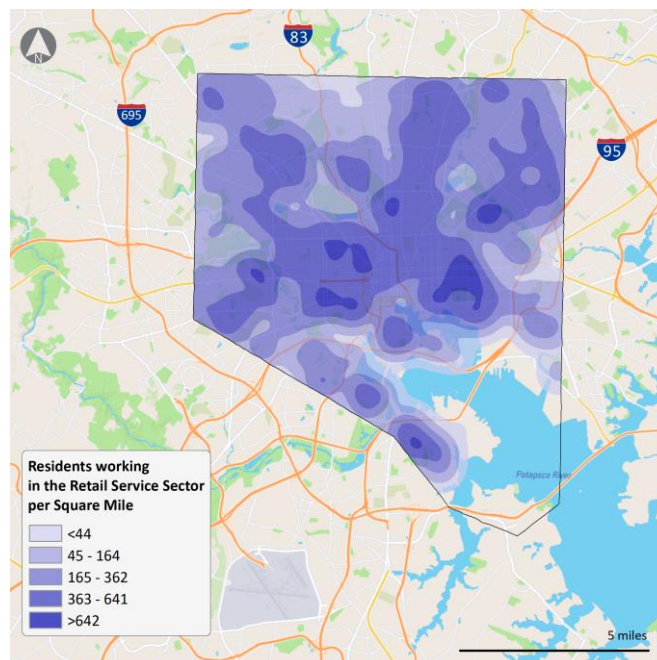 N
83
695
95
Patapsco River
Residents working
in the Retail Service Sector
per Square Mile
<44
45 - 164
165 - 362
363 - 641
>642
5 miles